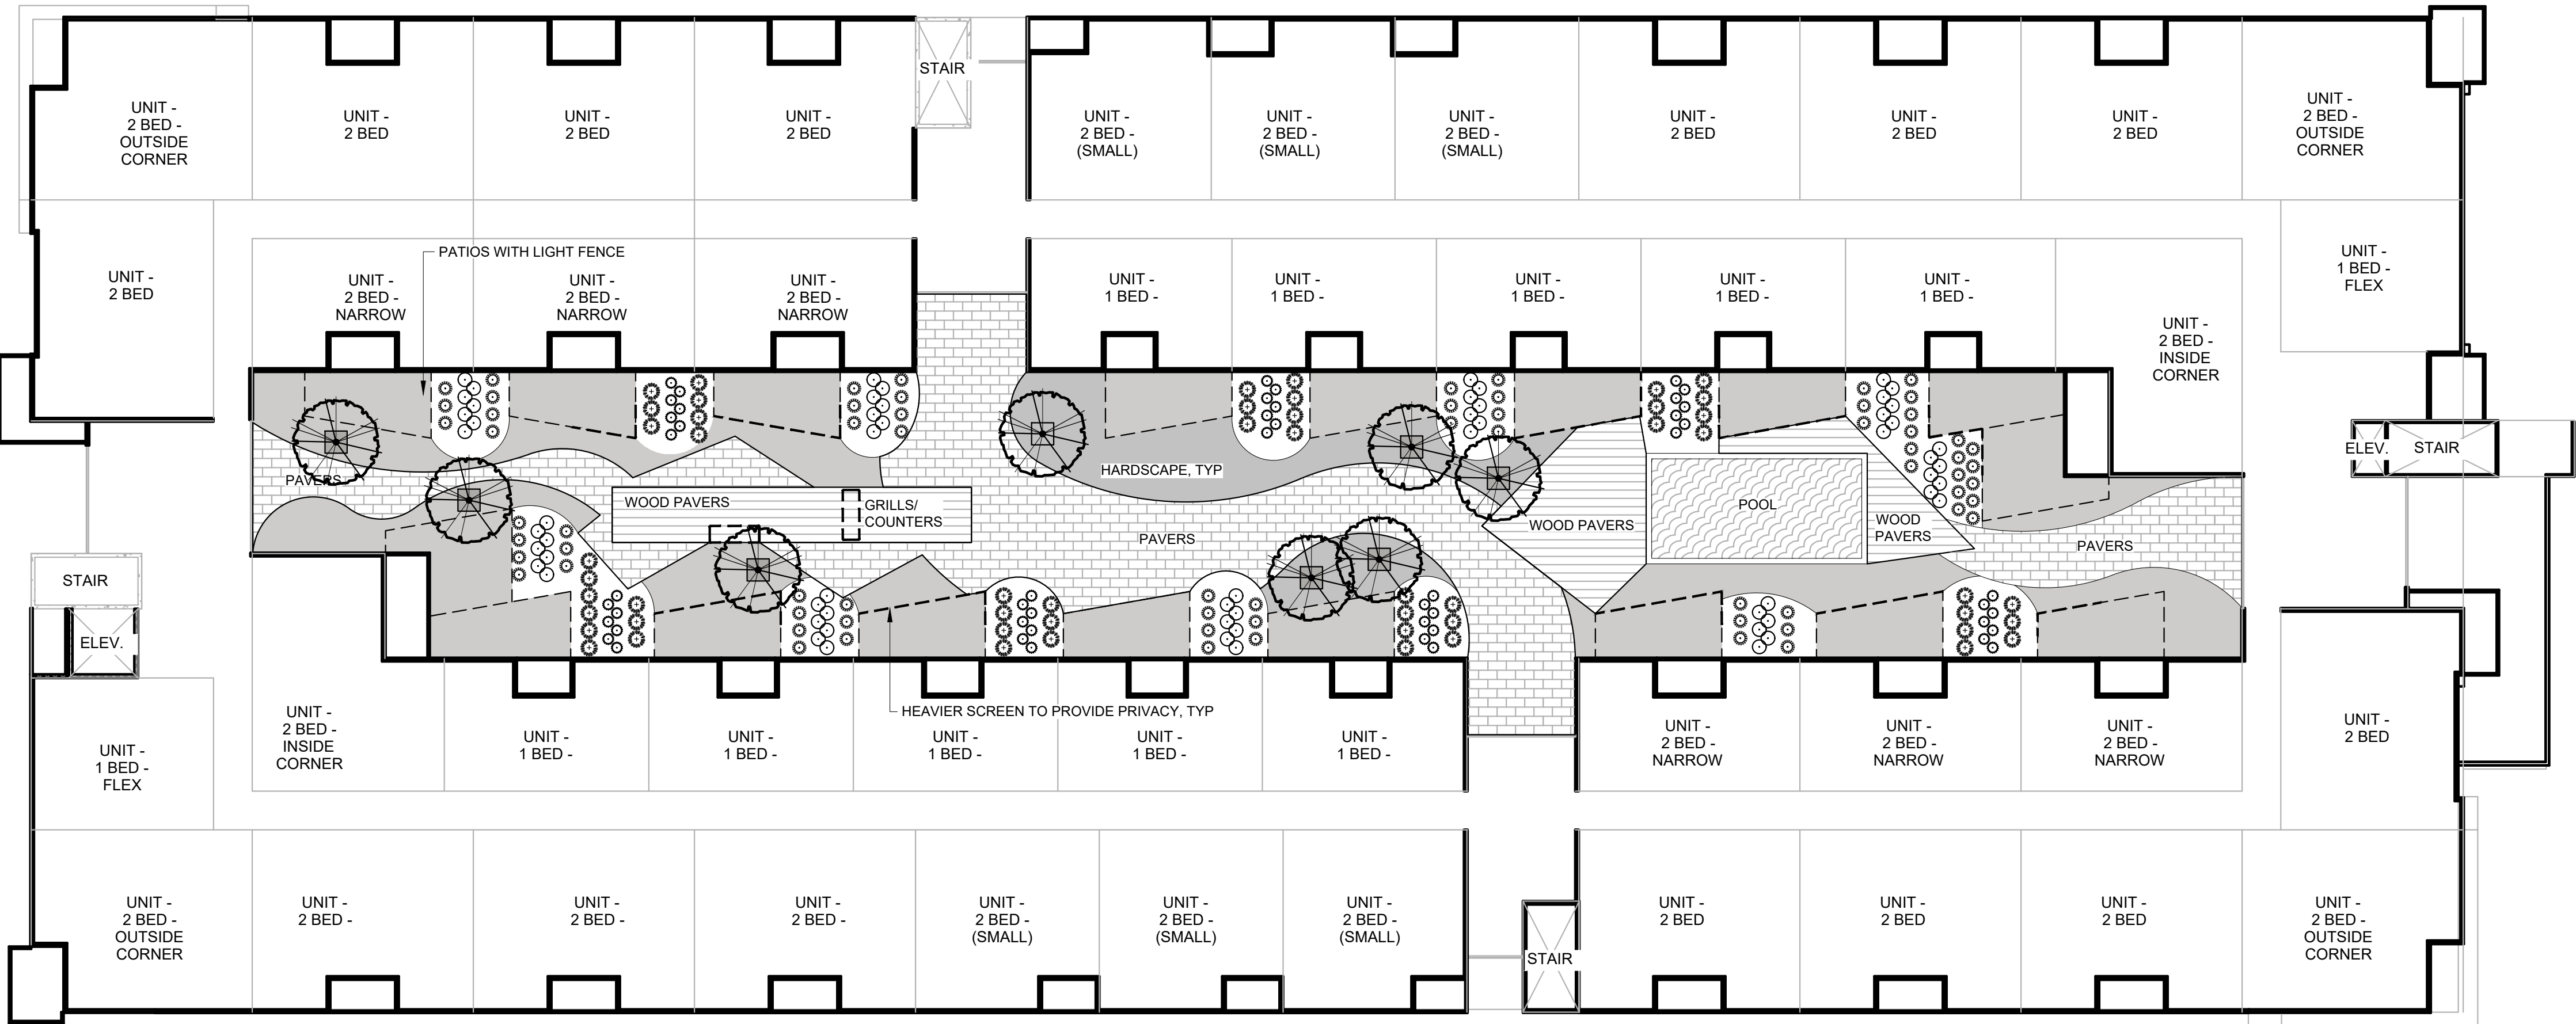 UNIT -
2 BED -
OUTSIDE
CORNER
UNIT -
2 BED
UNIT -
2 BED
UNIT -
2 BED
STAIR
UNIT -
2 BED -
(SMALL)
UNIT -
2 BED -
(SMALL)
UNIT -
2 BED -
(SMALL)
UNIT -
2 BED
UNIT -
2 BED
UNIT -
2 BED
UNIT -
2 BED -
OUTSIDE
CORNER
UNIT -
2 BED
PATIOS WITH LIGHT FENCE
UNIT -
2 BED -
NARROW
UNIT -
2 BED -
NARROW
UNIT -
2 BED -
NARROW
UNIT -
1 BED -
UNIT -
1 BED -
UNIT -
1 BED -
UNIT -
1 BED -
UNIT -
1 BED -
UNIT -
2 BED -
INSIDE
CORNER
UNIT -
1 BED -
FLEX
ELEV.
STAIR
PAVERS
WOOD PAVERS
GRILLS/
COUNTERS
HARDSCAPE, TYP
PAVERS
WOOD PAVERS
POOL
WOOD
PAVERS
PAVERS
STAIR
ELEV.
HEAVIER SCREEN TO PROVIDE PRIVACY, TYP
UNIT -
1 BED -
FLEX
UNIT -
2 BED -
INSIDE
CORNER
UNIT -
1 BED -
UNIT -
1 BED -
UNIT -
1 BED -
UNIT -
1 BED -
UNIT -
1 BED -
UNIT -
2 BED -
NARROW
UNIT -
2 BED -
NARROW
UNIT -
2 BED -
NARROW
UNIT -
2 BED
UNIT -
2 BED -
OUTSIDE
CORNER
UNIT -
2 BED -
UNIT -
2 BED -
UNIT -
2 BED -
UNIT -
2 BED -
(SMALL)
UNIT -
2 BED -
(SMALL)
UNIT -
2 BED -
(SMALL)
STAIR
UNIT -
2 BED
UNIT -
2 BED
UNIT -
2 BED
UNIT -
2 BED -
OUTSIDE
CORNER